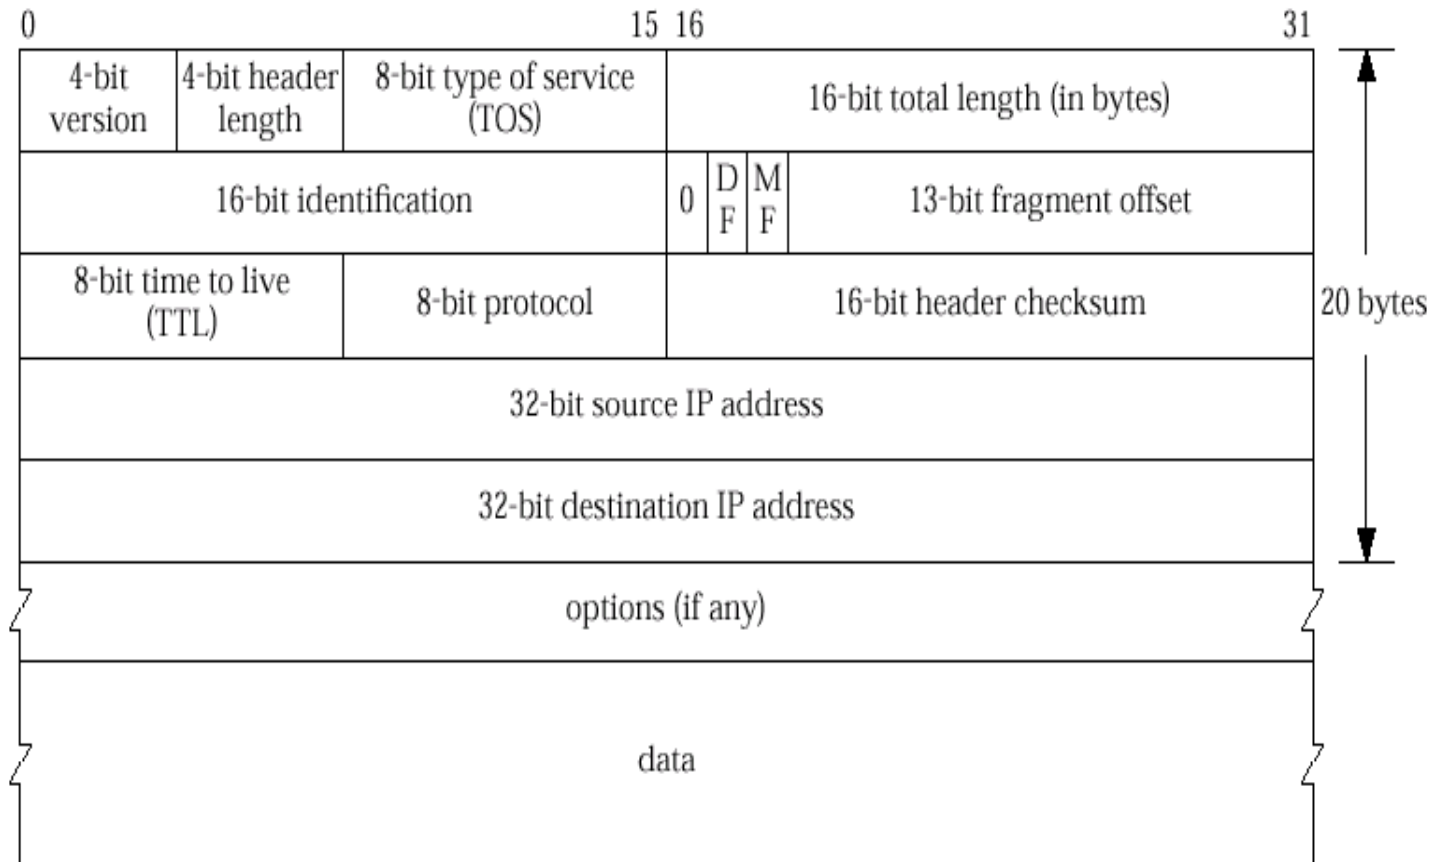 0 15 16 31
4-bit version 4-bit header length 8-bit type of service (TOS) 16-bit total length (in bytes)
16-bit identification 0 DF MF 13-bit fragment offset
8-bit time to live (TTL) 8-bit protocol 16-bit header checksum 20 bytes
32-bit source IP address
32-bit destination IP address
options (if any)
data